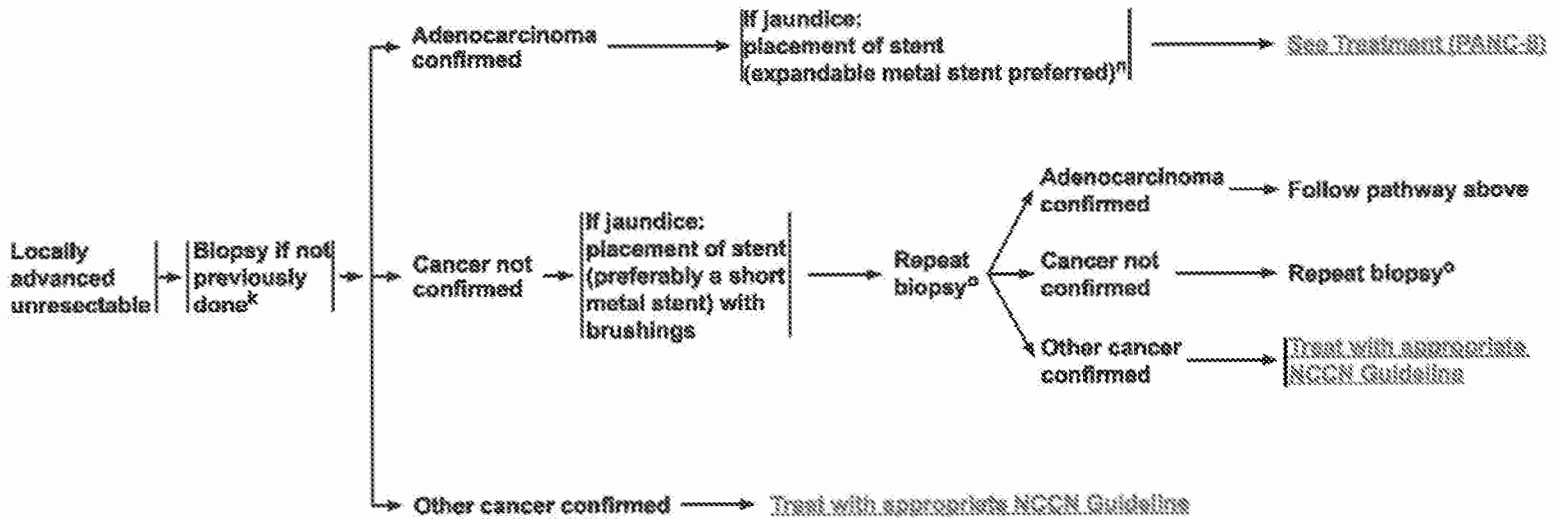 Adenocarcinoma
confirmed
If jaundice:
placement of stent
(expandable metal stent preferred)ⁿ
See Treatment (PANC-8)
Locally
advanced
unresectable
Biopsy if not
previously
doneᵏ
Cancer not
confirmed
If jaundice:
placement of stent
(preferably a short
metal stent) with
brushings
Repeat
biopsyᵒ
Adenocarcinoma
confirmed
Follow pathway above
Cancer not
confirmed
Repeat biopsyᵒ
Other cancer
confirmed
Treat with appropriate
NCCN Guideline
Other cancer confirmed
Treat with appropriate NCCN Guideline